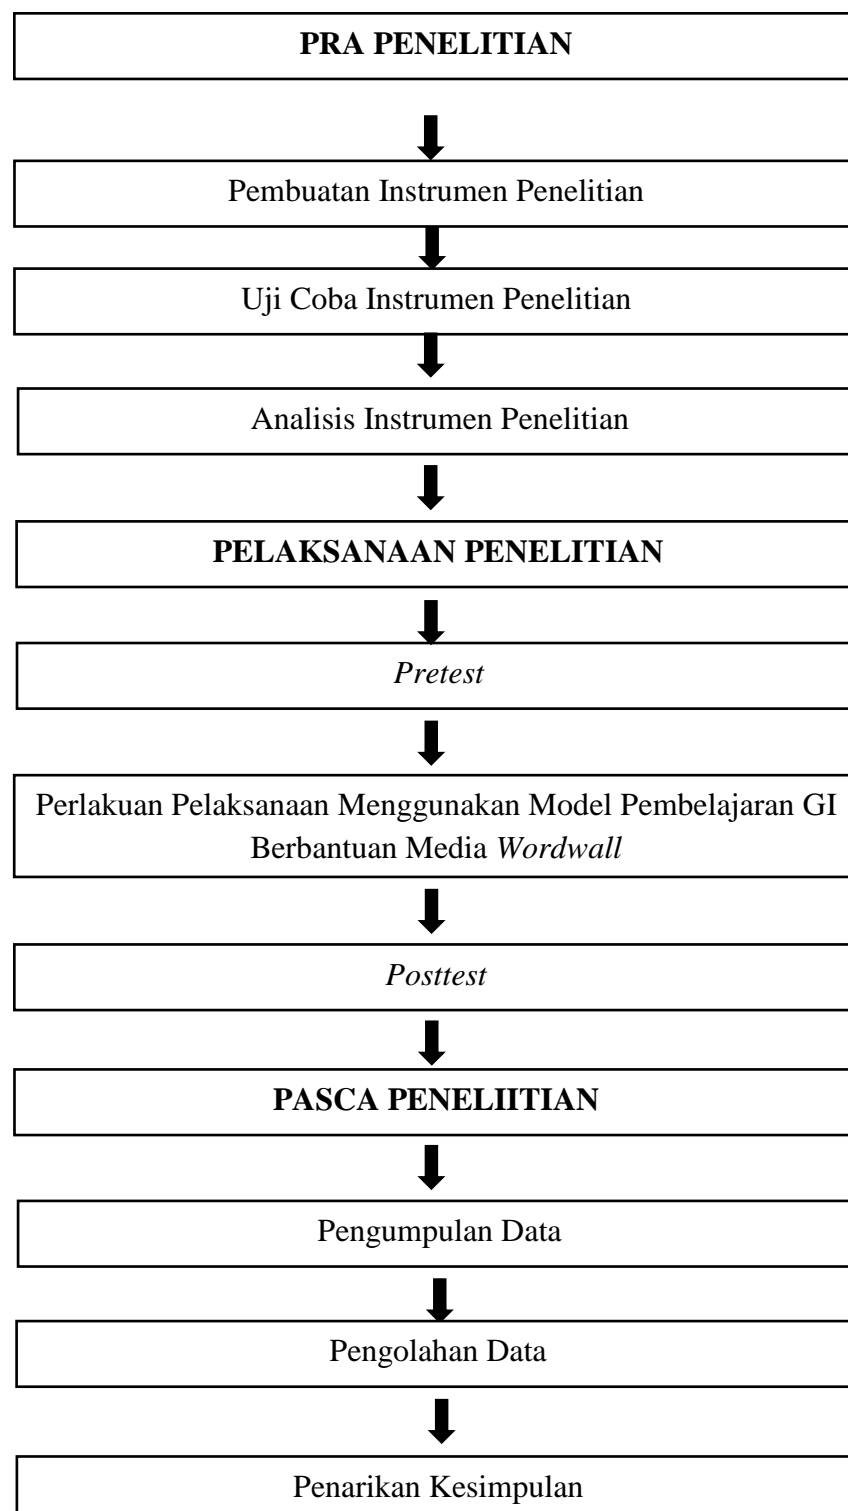 PRA PENELITIAN
Pembuatan Instrumen Penelitian
Uji Coba Instrumen Penelitian
Analisis Instrumen Penelitian
PELAKSANAAN PENELITIAN
Pretest
Perlakuan Pelaksanaan Menggunakan Model Pembelajaran GI
Berbantuan Media Wordwall
Posttest
PASCA PENELIITIAN
Pengumpulan Data
Pengolahan Data
Penarikan Kesimpulan